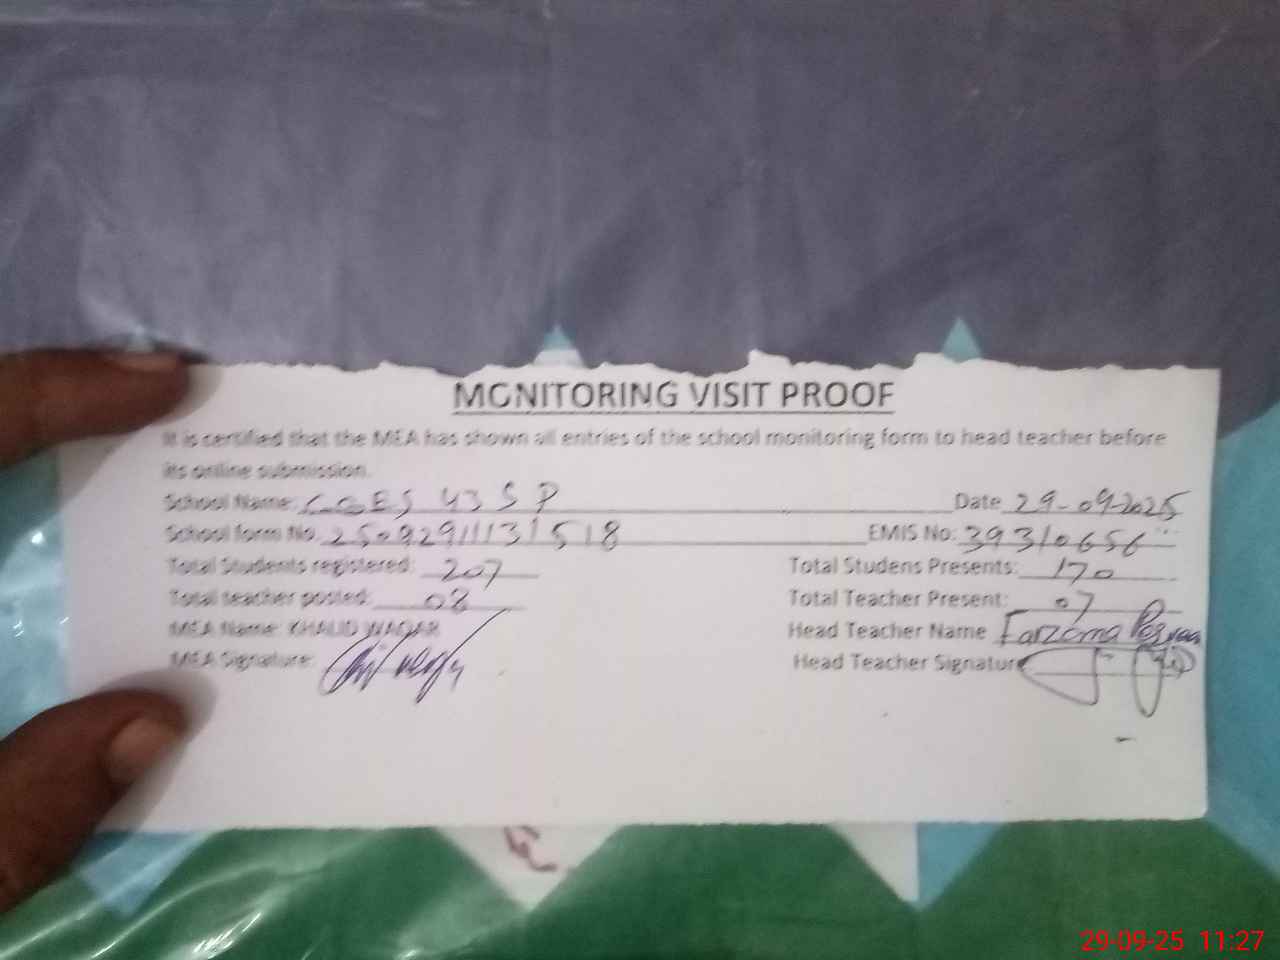 MONITORING VISIT PROOF
It is certified that the MEA has shown all entries of the school monitoring form to head teacher before
its online submission.
School Name: GGES 43 SP Date 29-09-2025
School form No. 25092911131518 EMIS No: 39310656
Total Students registered: 207 Total Studens Presents: 170
Total teacher posted: 08 Total Teacher Present: 07
MEA Name: KHALID WAQAR Head Teacher Name Farzana
MEA Signature: Head Teacher Signature
29-09-25 11:27